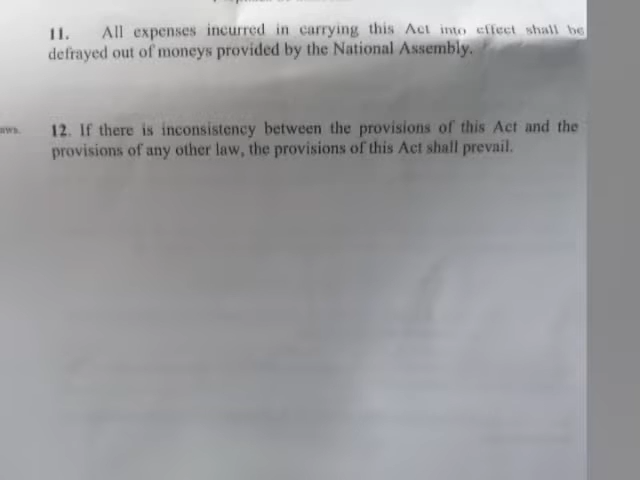 11. All expenses incurred in carrying this Act into effect shall be
defrayed out of moneys provided by the National Assembly.
12. If there is inconsistency between the provisions of this Act and the
provisions of any other law, the provisions of this Act shall prevail.